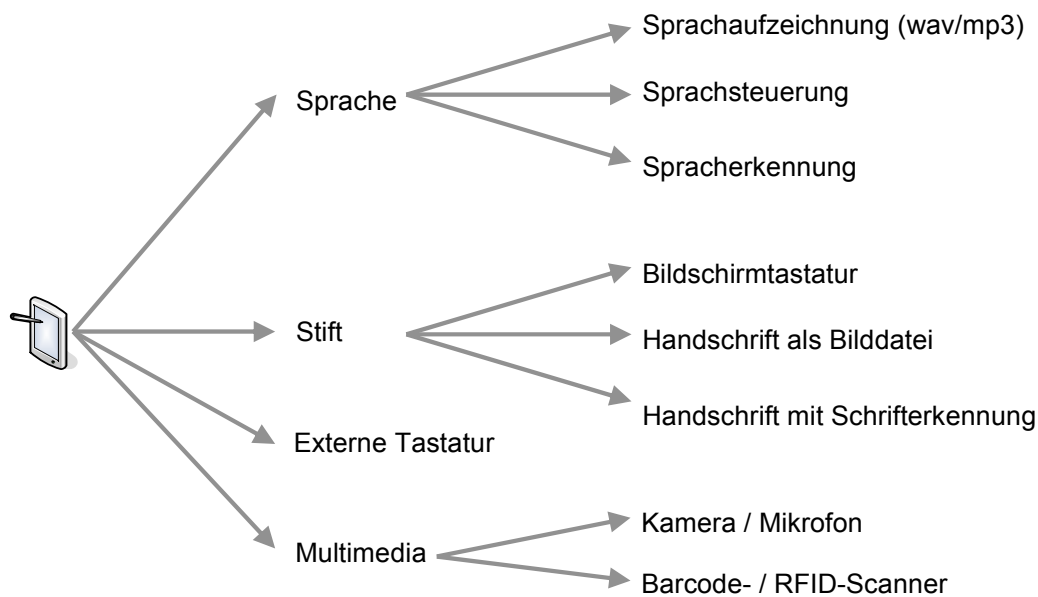 Sprache
Sprachaufzeichnung (wav/mp3)
Sprachsteuerung
Spracherkennung
Stift
Bildschirmtastatur
Handschrift als Bilddatei
Handschrift mit Schrifterkennung
Externe Tastatur
Multimedia
Kamera / Mikrofon
Barcode- / RFID-Scanner